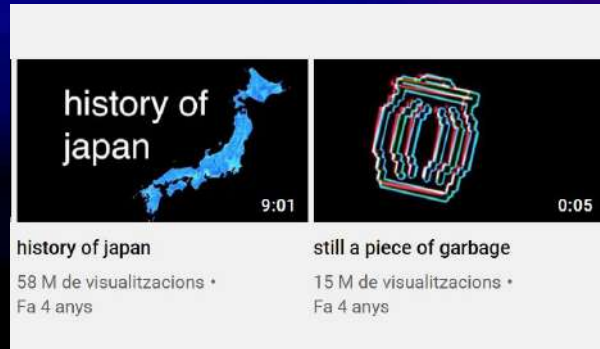 history of
japan
9:01
0:05
history of japan
still a piece of garbage
58 M de visualitzacions •
Fa 4 anys
15 M de visualitzacions •
Fa 4 anys